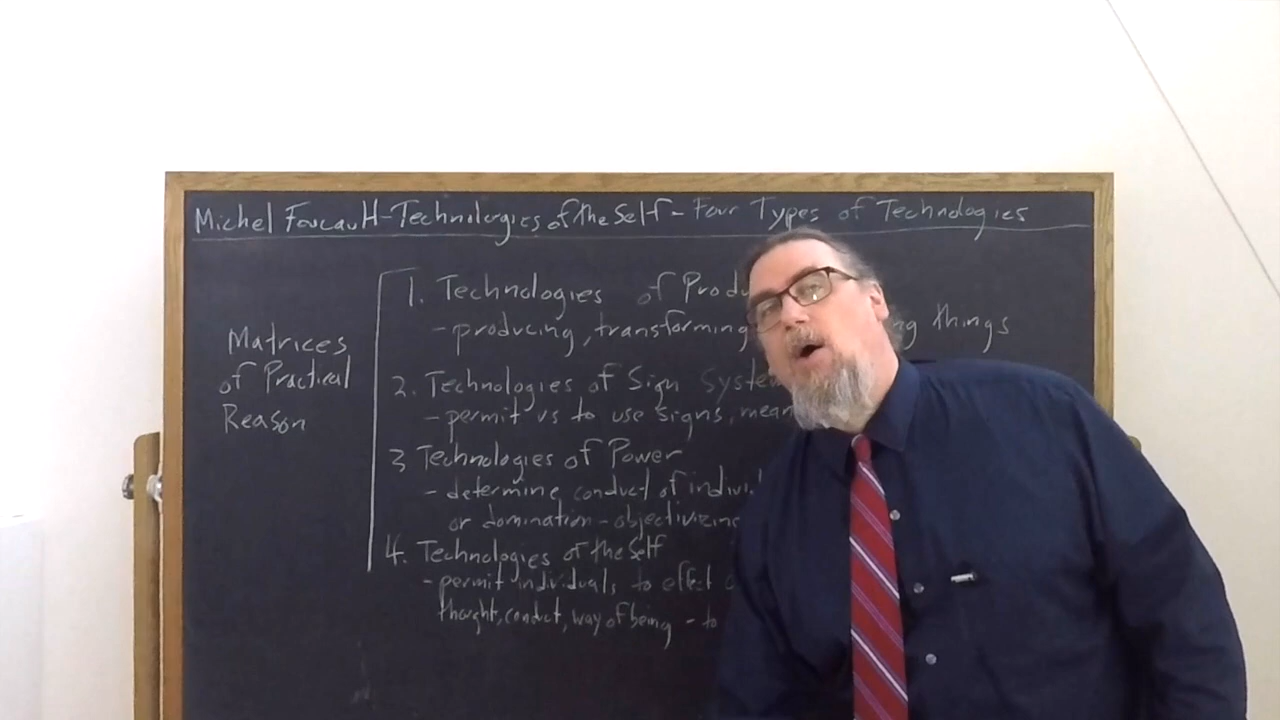 Michel Foucault - Technologies of the Self - Four Types of Technologies
Matrices
of Practical
Reason
1. Technologies of Produ
- producing, transforming ng things
2. Technologies of Sign System
- permit us to use signs, mean
3 Technologies of Power
- determine conduct of individ
or domination - objectivizing
4. Technologies of the Self
- permit individuals to effect
thought, conduct, way of being - to